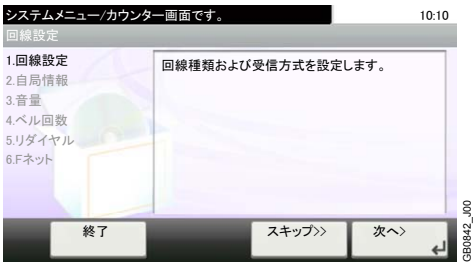 システムメニュー/カウンター画面です。
10:10
回線設定
1.回線設定
2.自局情報
3.音量
4.ベル回数
5.リダイヤル
6.Fネット
回線種類および受信方式を設定します。
終了
スキップ>>
次へ>
GB0842_J00